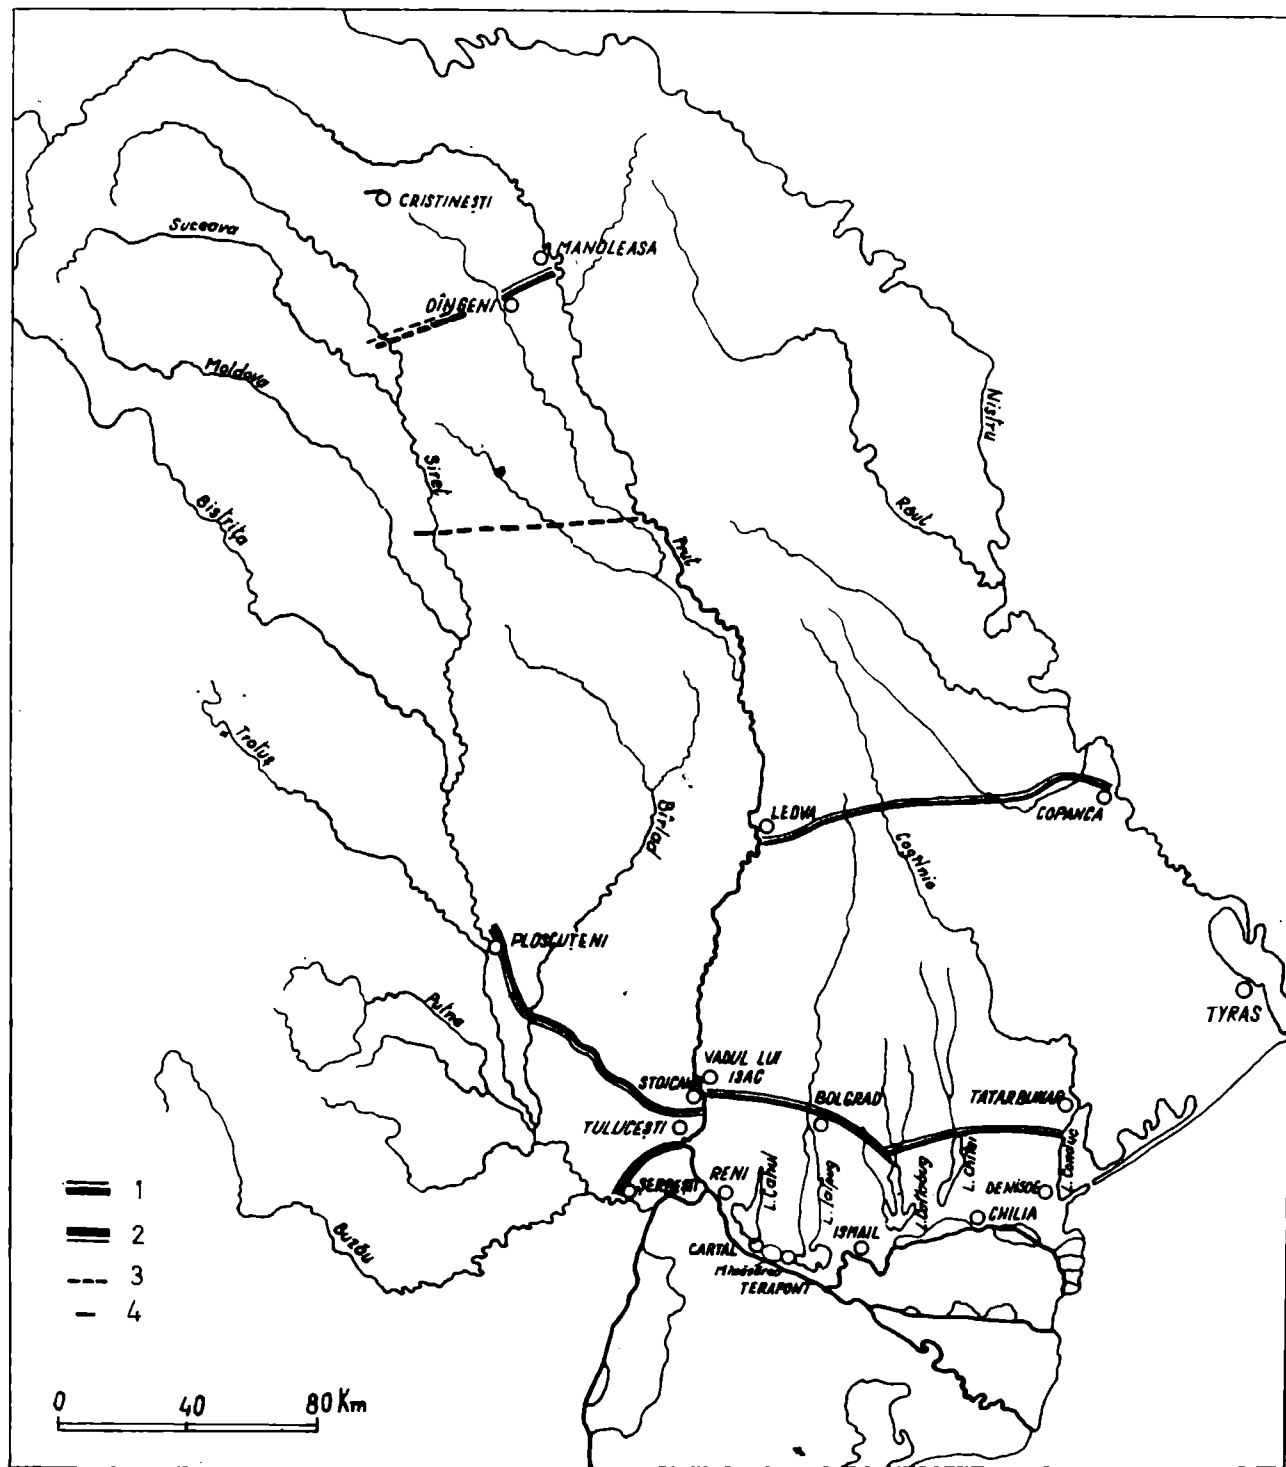 CRISTINEȘTI
Suceava
MANOLEASA
DÎNGENI
Moldova
Nistru
Siret
Bistrița
Răut
Prut
Trotuș
LEOVA
COPANCA
Bîrlad
Cogîlnic
PLOSCUȚENI
TYRAS
Putna
VADUL LUI
ISAC
STOICANI
BOLGRAD
TATARBUNAR
TULUCEȘTI
L. Conduc
L. Chitai
RENI
L. Cahul
L. Ialpug
SERBEȘTI
DENISOE
CHILIA
1
2
3
4
Buzău
ISMAIL
CARTAL
TERAPONT
0
40
80 Km